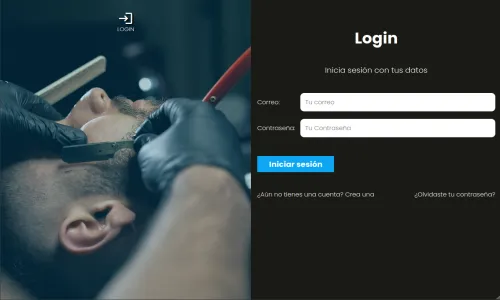 LOGIN
Login
Inicia sesión con tus datos
Correo:
Tu correo
Contraseña:
Tu Contraseña
Iniciar sesión
¿Aún no tienes una cuenta? Crea una
¿Olvidaste tu contraseña?